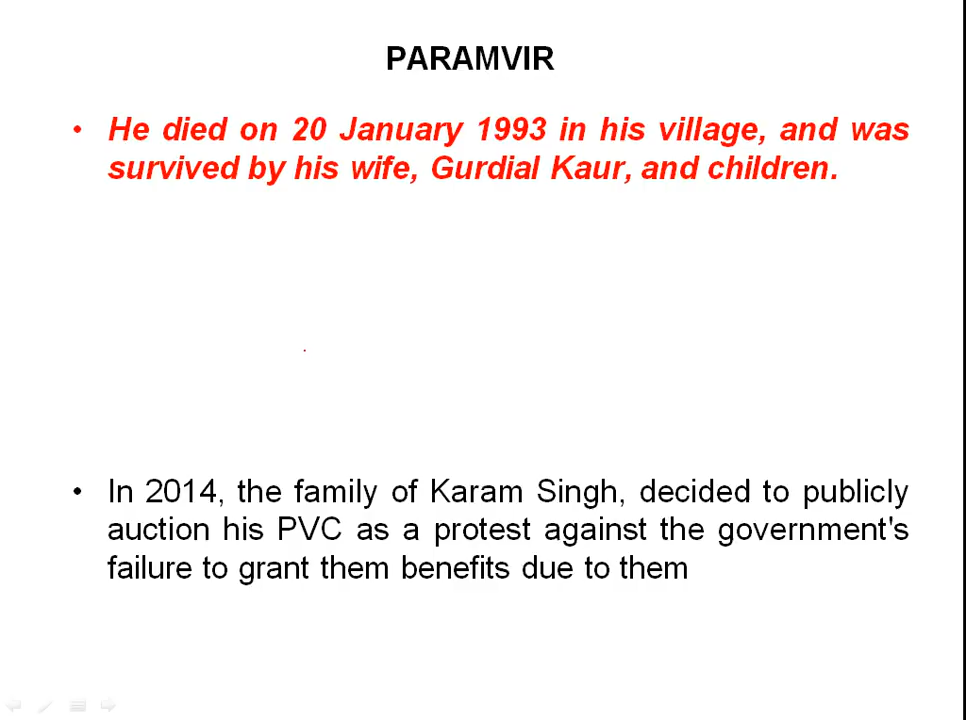 PARAMVIR
• He died on 20 January 1993 in his village, and was
survived by his wife, Gurdial Kaur, and children.
• In 2014, the family of Karam Singh, decided to publicly
auction his PVC as a protest against the government's
failure to grant them benefits due to them